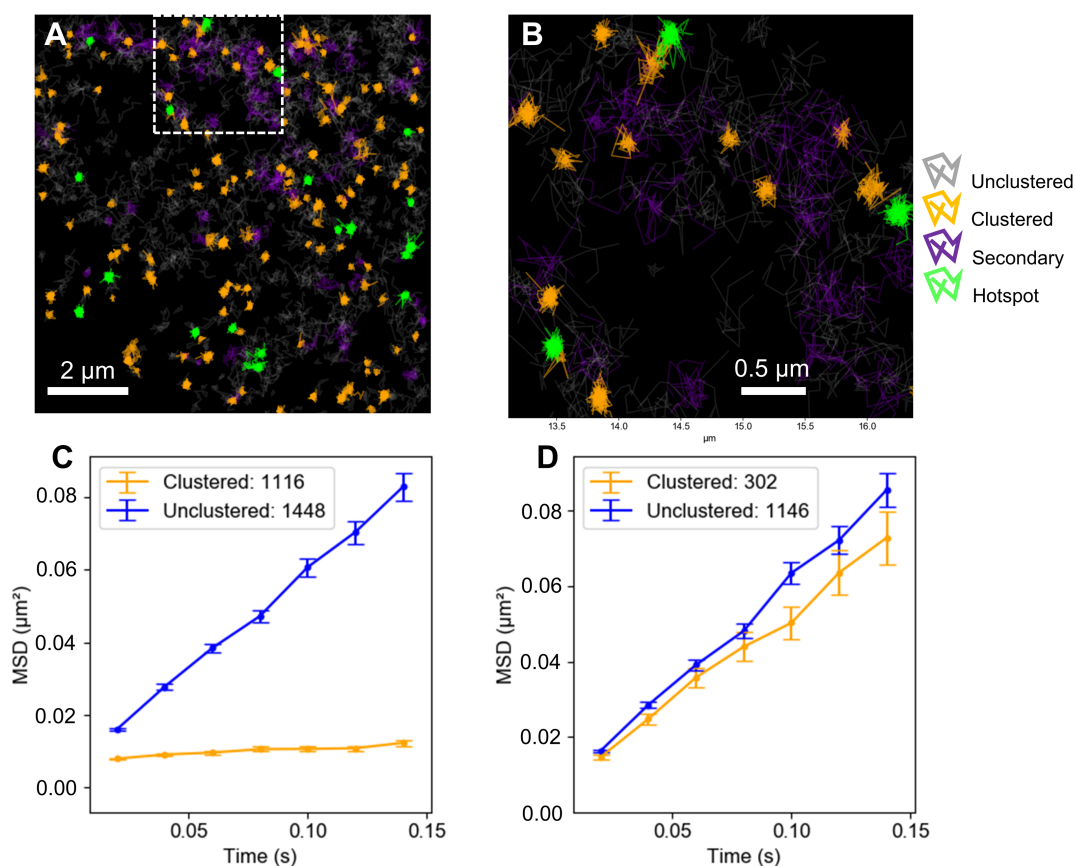 A
B
2 µm
0.5 µm
13.5 14.0 14.5 15.0 15.5 16.0
µm
Unclustered
Clustered
Secondary
Hotspot
C
Clustered: 1116
Unclustered: 1448
MSD (µm²)
0.08
0.06
0.04
0.02
0.00
0.05 0.10 0.15
Time (s)
D
Clustered: 302
Unclustered: 1146
MSD (µm²)
0.08
0.06
0.04
0.02
0.00
0.05 0.10 0.15
Time (s)